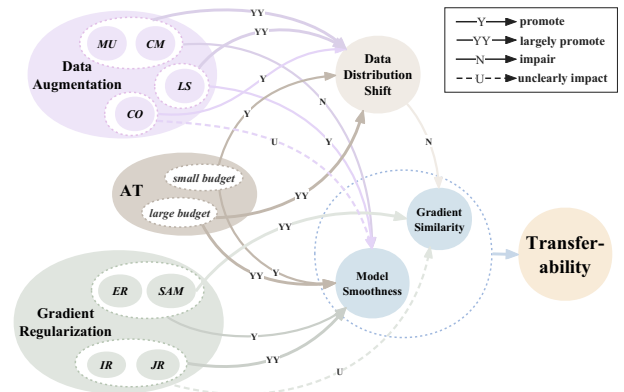 YY
YY
MU CM
Data
Augmentation
LS
CO
Y
N
Y
Y
U
Data
Distribution
Shift
Y promote
YY largely promote
N impair
U unclearly impact
N
AT
small budget
large budget
YY
YY
Gradient
Similarity
Transfer-
ability
YY
Y
Model
Smoothness
ER SAM
Gradient
Regularization
IR JR
Y
YY
U